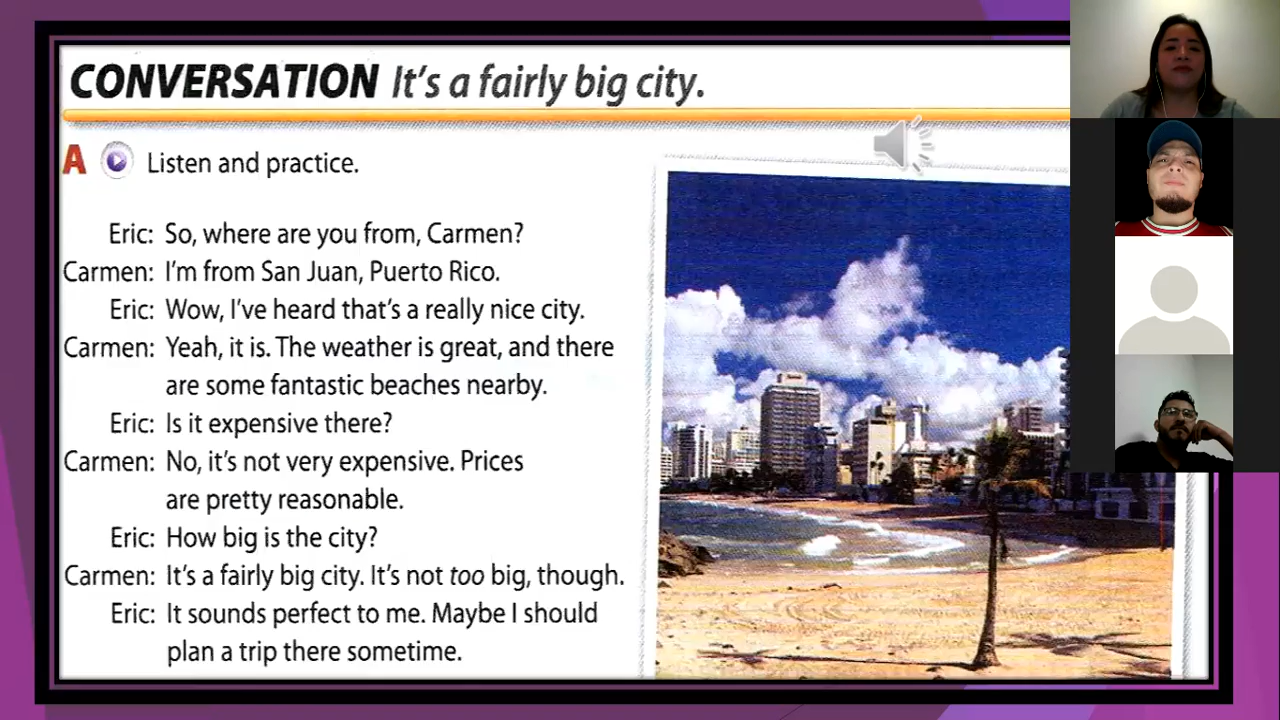 CONVERSATION It's a fairly big city.
A Listen and practice.
Eric: So, where are you from, Carmen?
Carmen: I'm from San Juan, Puerto Rico.
Eric: Wow, I've heard that's a really nice city.
Carmen: Yeah, it is. The weather is great, and there
are some fantastic beaches nearby.
Eric: Is it expensive there?
Carmen: No, it's not very expensive. Prices
are pretty reasonable.
Eric: How big is the city?
Carmen: It's a fairly big city. It's not too big, though.
Eric: It sounds perfect to me. Maybe I should
plan a trip there sometime.